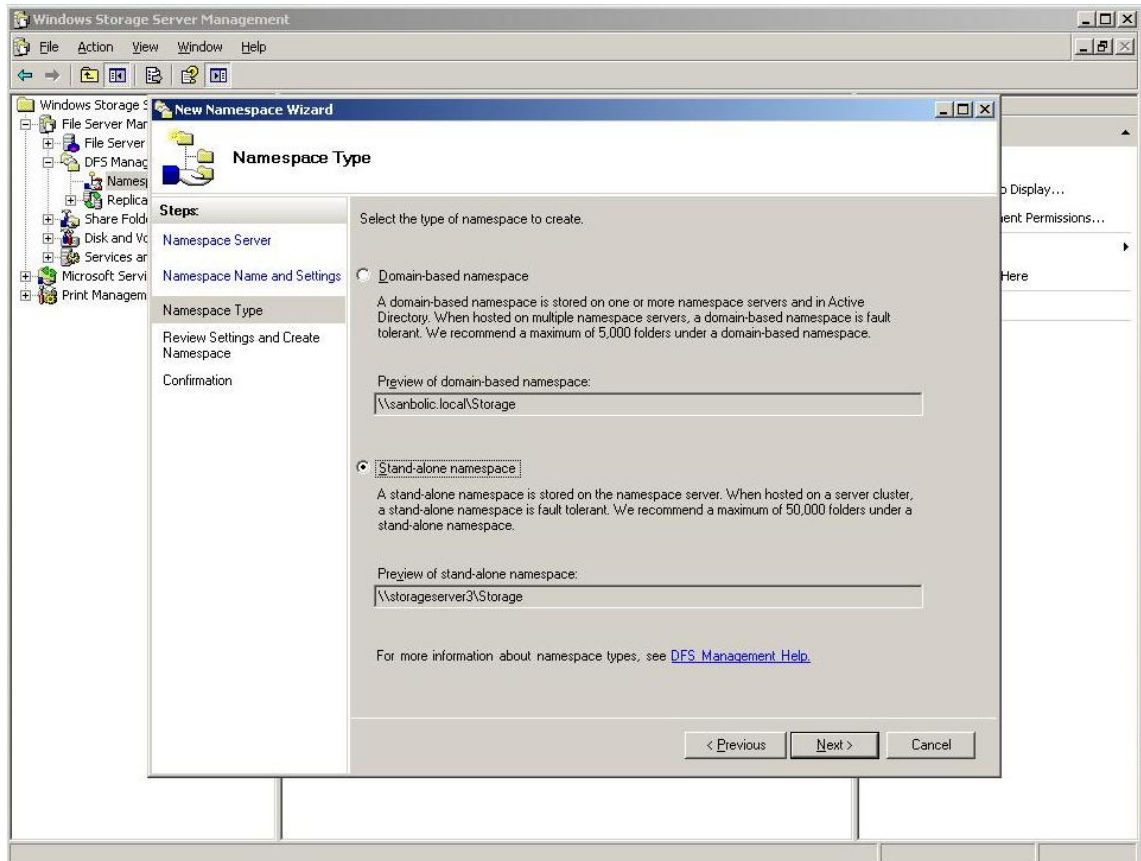 Windows Storage Server Management
File Action View Window Help
Windows Storage S
File Server Mar
File Server
DFS Manag
Namesp
Replica
Share Folde
Disk and Vo
Services an
Microsoft Servi
Print Managem
New Namespace Wizard
Namespace Type
Steps:
Namespace Server
Namespace Name and Settings
Namespace Type
Review Settings and Create
Namespace
Confirmation
Select the type of namespace to create.
Domain-based namespace
A domain-based namespace is stored on one or more namespace servers and in Active
Directory. When hosted on multiple namespace servers, a domain-based namespace is fault
tolerant. We recommend a maximum of 5,000 folders under a domain-based namespace.
Preview of domain-based namespace:
\\sanbolic.local\Storage
Stand-alone namespace
A stand-alone namespace is stored on the namespace server. When hosted on a server cluster,
a stand-alone namespace is fault tolerant. We recommend a maximum of 50,000 folders under a
stand-alone namespace.
Preview of stand-alone namespace:
\\storageserver3\Storage
For more information about namespace types, see DFS Management Help.
< Previous Next > Cancel
o Display...
ent Permissions...
Here